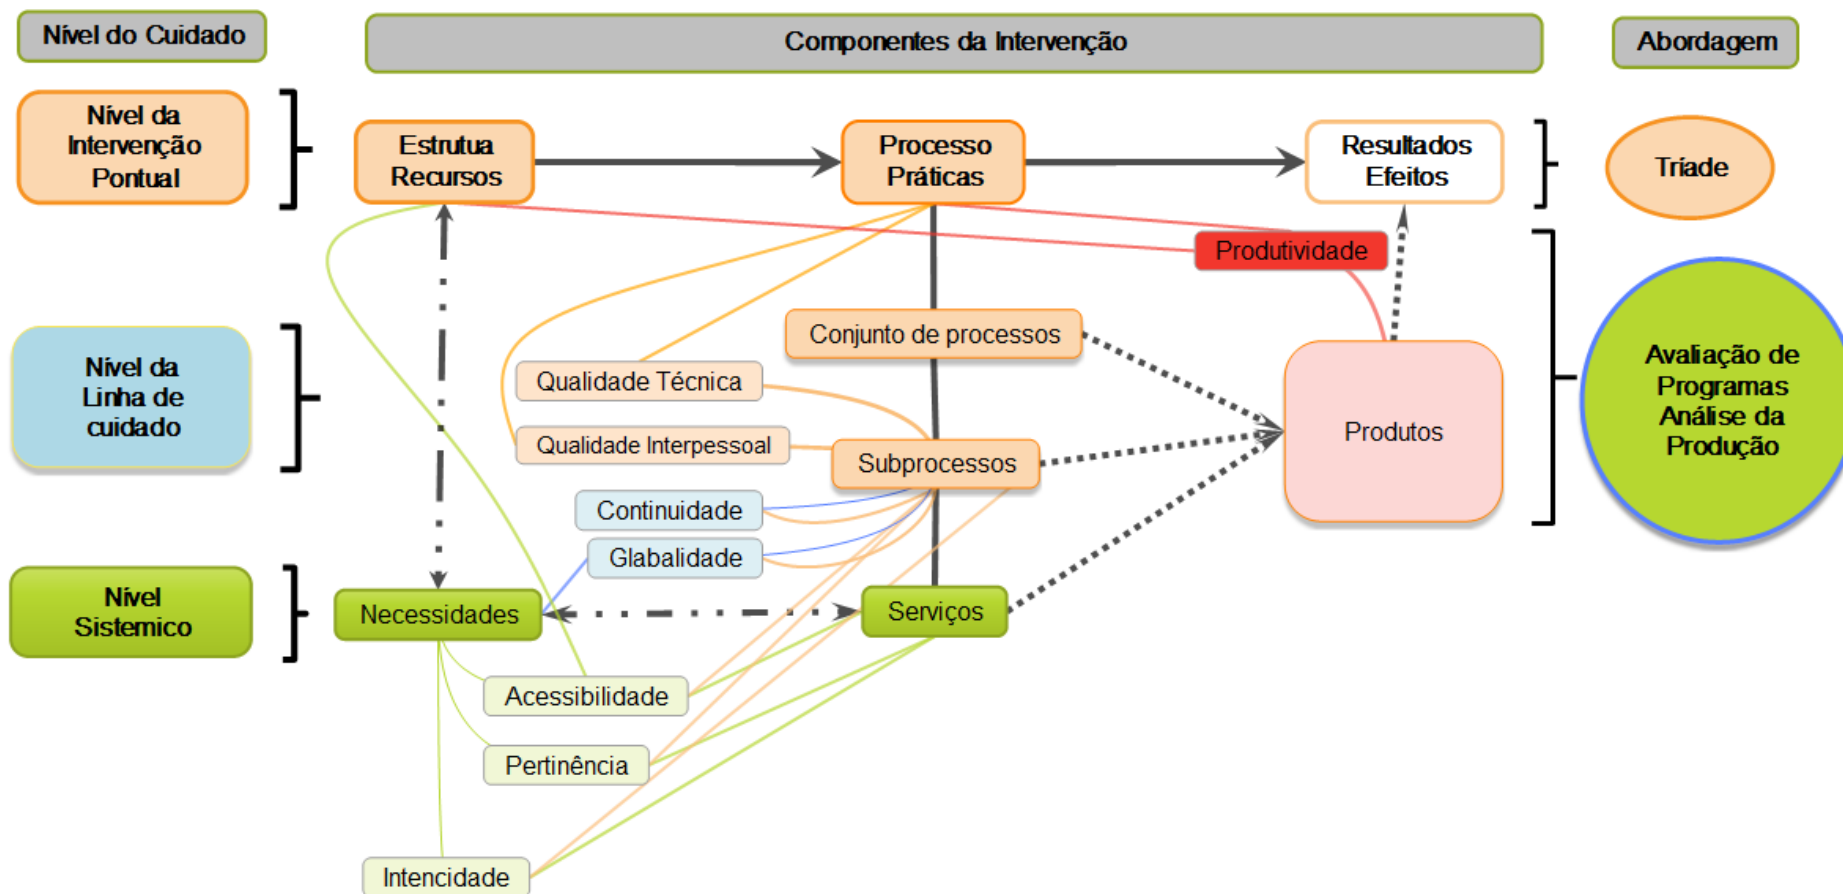 Nível do Cuidado
Componentes da Intervenção
Abordagem
Nível da
Intervenção
Pontual
Estrutua
Recursos
Processo
Práticas
Resultados
Efeitos
Tríade
Produtividade
Nível da
Linha de
cuidado
Conjunto de processos
Qualidade Técnica
Qualidade Interpessoal
Subprocessos
Produtos
Avaliação de
Programas
Análise da
Produção
Continuidade
Glabalidade
Nível
Sistemico
Necessidades
Serviços
Acessibilidade
Pertinência
Intencidade